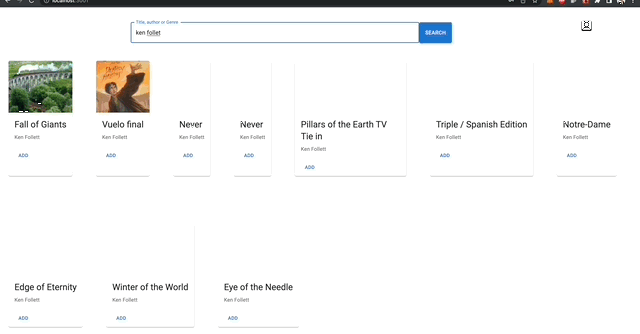 localhost:3001
Title, author or Genre
ken follet
SEARCH
Fall of Giants
Ken Follett
ADD
Vuelo final
Ken Follett
ADD
Never
Ken Follett
ADD
Never
Ken Follett
ADD
Pillars of the Earth TV
Tie in
Ken Follett
ADD
Triple / Spanish Edition
Ken Follett
ADD
Notre-Dame
Ken Follett
ADD
Edge of Eternity
Ken Follett
ADD
Winter of the World
Ken Follett
ADD
Eye of the Needle
Ken Follett
ADD